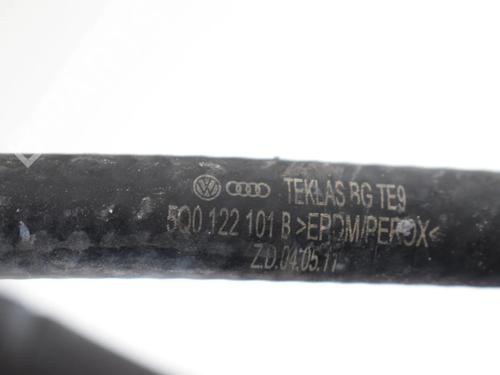 TEKLAS BG TE9
5Q0 122 101 B >EPDM/PEROX<
Z.D.04.05.11